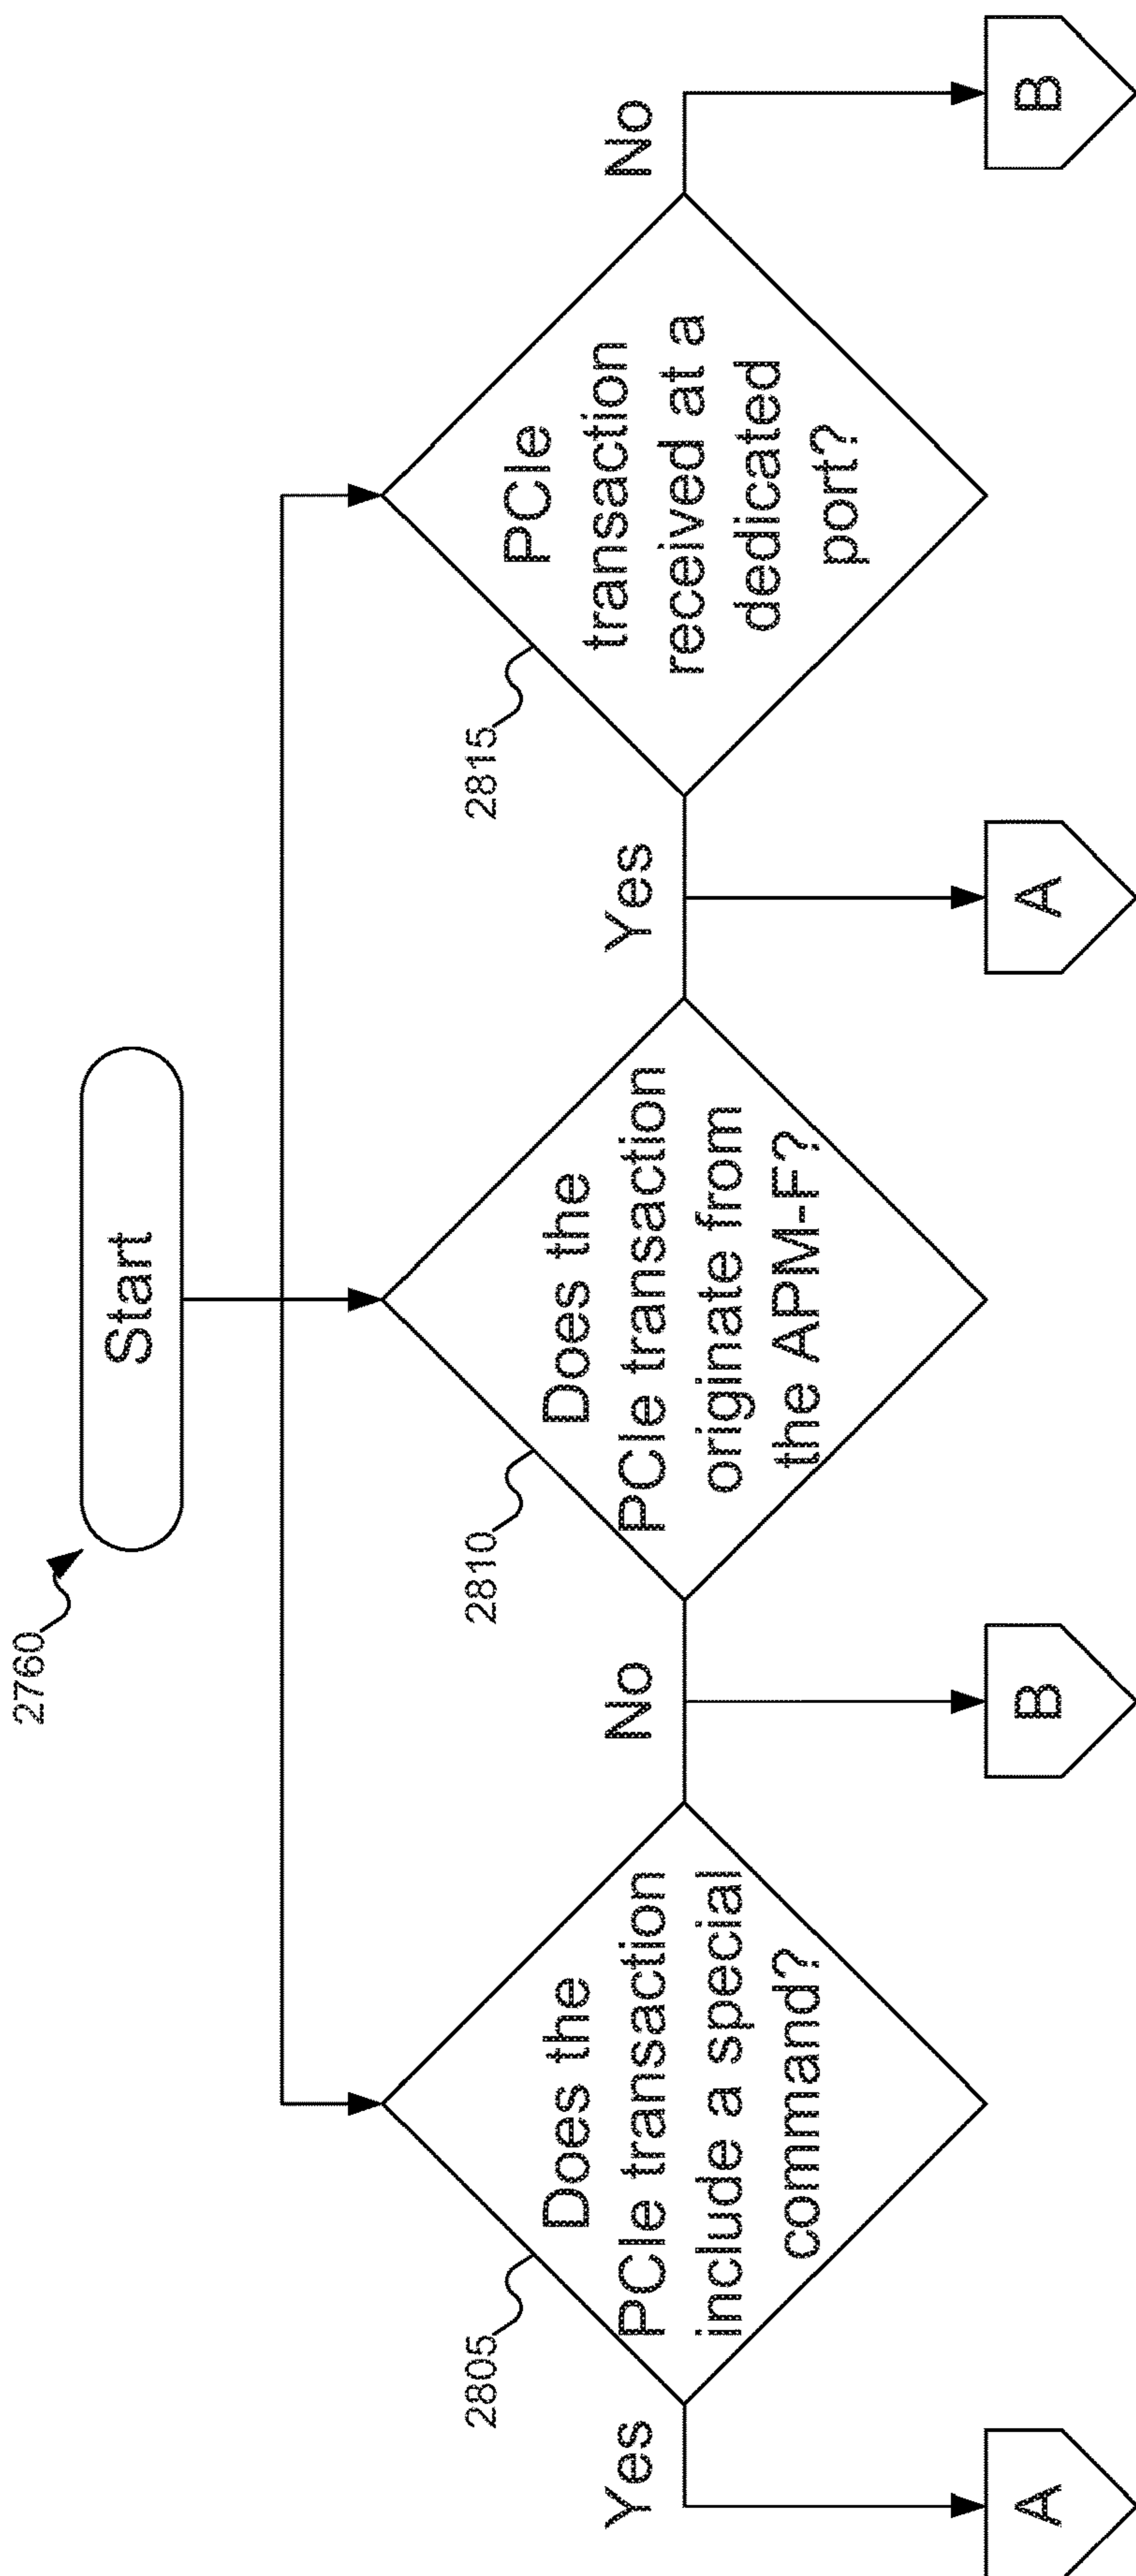 2760
Start
2805
Does the
PCIe transaction
include a special
command?
2810
Does the
PCIe transaction
originate from
the APM-F?
2815
PCIe
transaction
received at a
dedicated
port?
Yes
No
Yes
No
A
B
A
B